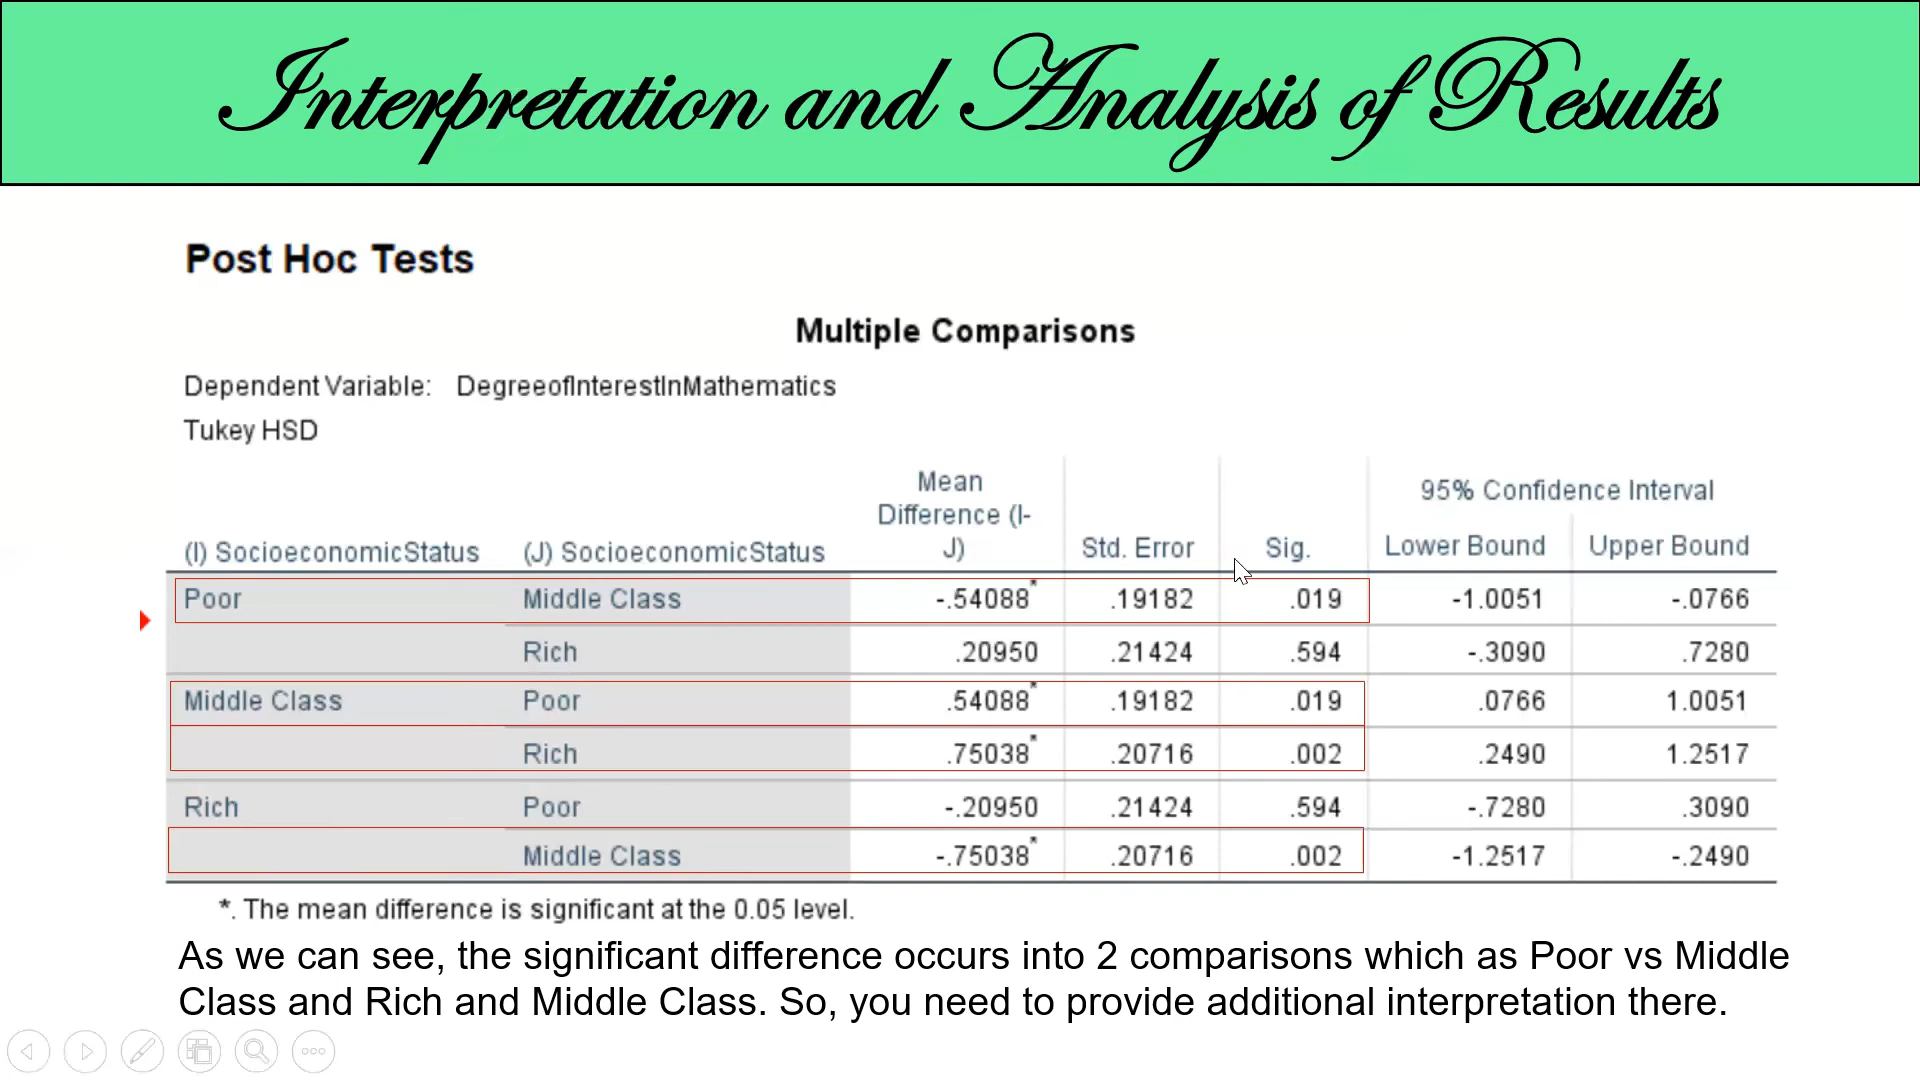 Interpretation and Analysis of Results
Post Hoc Tests
Multiple Comparisons
Dependent Variable: DegreeofInterestInMathematics
Tukey HSD
(I) SocioeconomicStatus (J) SocioeconomicStatus Mean Difference (I-J) Std. Error Sig. 95% Confidence Interval
Lower Bound Upper Bound
Poor Middle Class -.54088* .19182 .019 -1.0051 -.0766
Rich .20950 .21424 .594 -.3090 .7280
Middle Class Poor .54088* .19182 .019 .0766 1.0051
Rich .75038* .20716 .002 .2490 1.2517
Rich Poor -.20950 .21424 .594 -.7280 .3090
Middle Class -.75038* .20716 .002 -1.2517 -.2490
*. The mean difference is significant at the 0.05 level.
As we can see, the significant difference occurs into 2 comparisons which as Poor vs Middle
Class and Rich and Middle Class. So, you need to provide additional interpretation there.